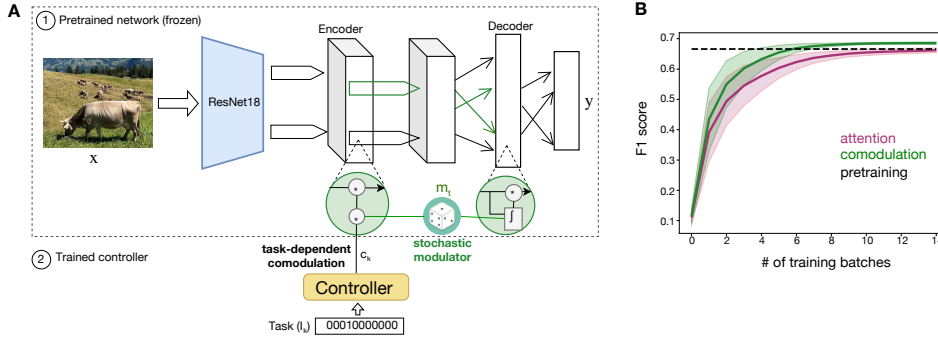 A
1 Pretrained network (frozen)
Encoder
Decoder
ResNet18
x
y
* * *
∫
m_t
stochastic
modulator
task-dependent
comodulation
c_k
2 Trained controller
Controller
Task (I_k) 00010000000
B
F1 score
0.7
0.6
0.5
0.4
0.3
0.2
0.1
attention
comodulation
pretraining
0 2 4 6 8 10 12 14
# of training batches